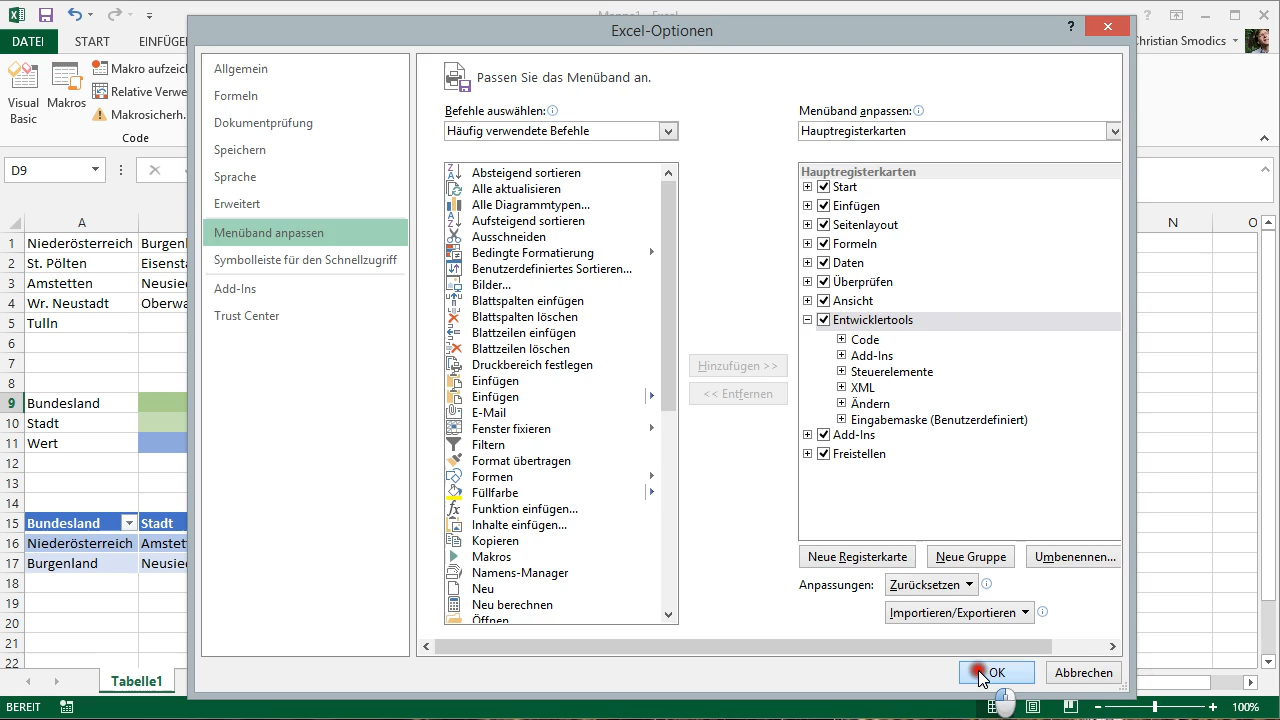 Excel-Optionen
?
Christian Smodics
DATEI
START
EINFÜGE
Visual Basic
Makros
Makro aufzeich
Relative Verwe
Makrosicherh.
Code
D9
A
N
O
1 Niederösterreich Burgenl
2 St. Pölten Eisensta
3 Amstetten Neusied
4 Wr. Neustadt Oberwa
5 Tulln
6
7
8
9 Bundesland
10 Stadt
11 Wert
12
13
14
15 Bundesland Stadt
16 Niederösterreich Amstett
17 Burgenland Neusied
18
19
20
21
22
Tabelle1
BEREIT
100%
Allgemein
Formeln
Dokumentprüfung
Speichern
Sprache
Erweitert
Menüband anpassen
Symbolleiste für den Schnellzugriff
Add-Ins
Trust Center
Passen Sie das Menüband an.
Befehle auswählen:
Häufig verwendete Befehle
Absteigend sortieren
Alle aktualisieren
Alle Diagrammtypen...
Aufsteigend sortieren
Ausschneiden
Bedingte Formatierung
Benutzerdefiniertes Sortieren...
Bilder...
Blattspalten einfügen
Blattspalten löschen
Blattzeilen einfügen
Blattzeilen löschen
Druckbereich festlegen
Einfügen
Einfügen
E-Mail
Fenster fixieren
Filtern
Format übertragen
Formen
Füllfarbe
Funktion einfügen...
Inhalte einfügen...
Kopieren
Makros
Namens-Manager
Neu
Neu berechnen
Öffnen
Hinzufügen >>
<< Entfernen
Menüband anpassen:
Hauptregisterkarten
Hauptregisterkarten
Start
Einfügen
Seitenlayout
Formeln
Daten
Überprüfen
Ansicht
Entwicklertools
Code
Add-Ins
Steuerelemente
XML
Ändern
Eingabemaske (Benutzerdefiniert)
Add-Ins
Freistellen
Neue Registerkarte
Neue Gruppe
Umbenennen...
Anpassungen:
Zurücksetzen
Importieren/Exportieren
OK
Abbrechen